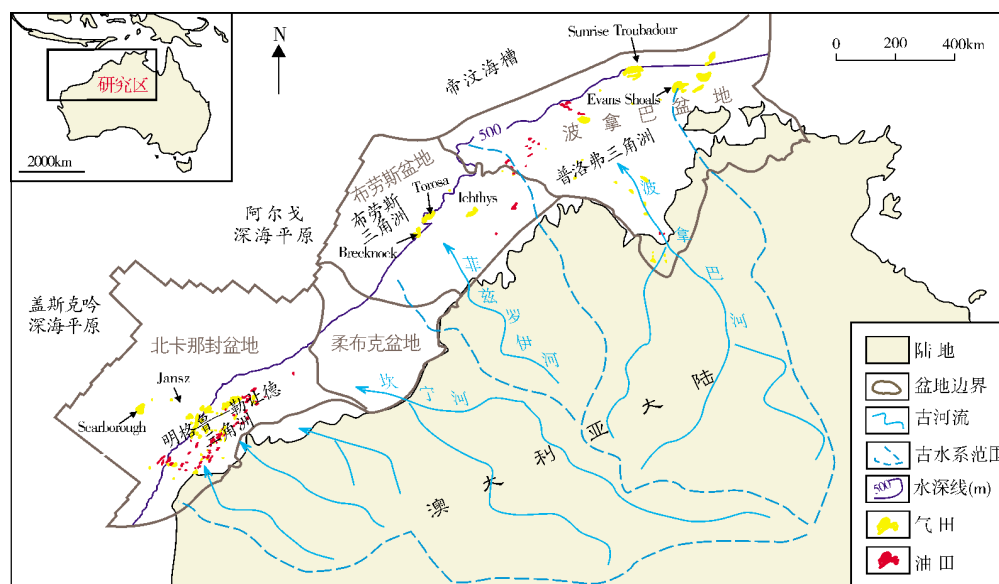 研究区
2000km
N
0 200 400km
Sunrise Troubadour
帝汶海槽
Evans Shoals
500
波拿巴盆地
普洛弗三角洲
布劳斯盆地
Torosa
Ichthys
布劳斯
三角洲
Brecknock
阿尔戈
深海平原
波拿巴河
菲兹罗伊河
盖斯克吟
深海平原
北卡那封盆地
柔布克盆地
坎宁河
Jansz
Scarborough
明格鲁—勒让德
三角洲
澳大利亚大陆
陆地
盆地边界
古河流
古水系范围
500
水深线(m)
气田
油田